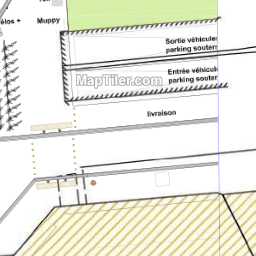 élos +
Muppy
Sortie véhicule
parking souterr
Entrée véhicule
parking souterr
MapTiler.com
livraison